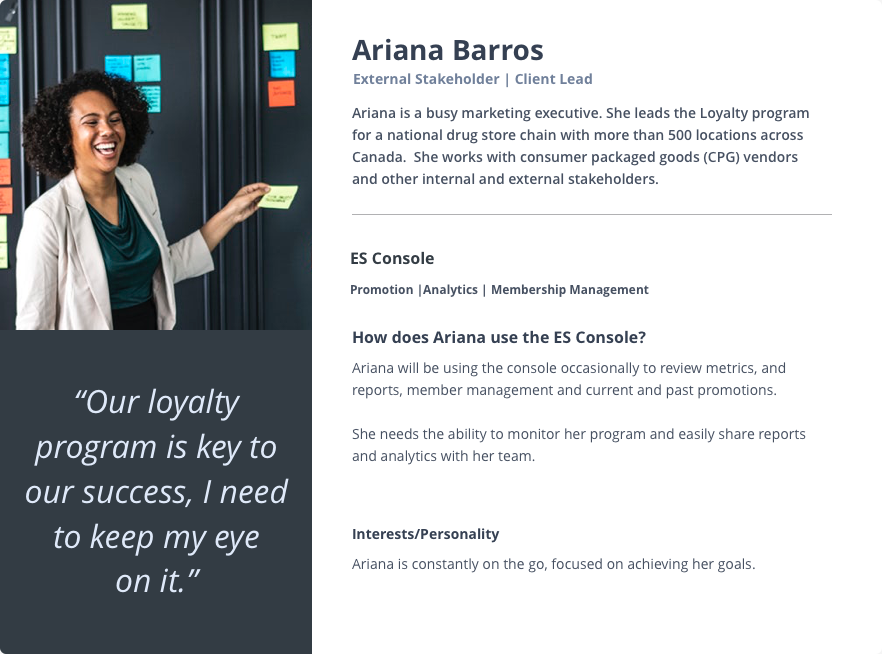 Ariana Barros
External Stakeholder | Client Lead
Ariana is a busy marketing executive. She leads the Loyalty program
for a national drug store chain with more than 500 locations across
Canada.  She works with consumer packaged goods (CPG) vendors
and other internal and external stakeholders.
ES Console
Promotion |Analytics | Membership Management
How does Ariana use the ES Console?
Ariana will be using the console occasionally to review metrics, and
reports, member management and current and past promotions.
She needs the ability to monitor her program and easily share reports
and analytics with her team.
Interests/Personality
Ariana is constantly on the go, focused on achieving her goals.
“Our loyalty
program is key to
our success, I need
to keep my eye
on it.”